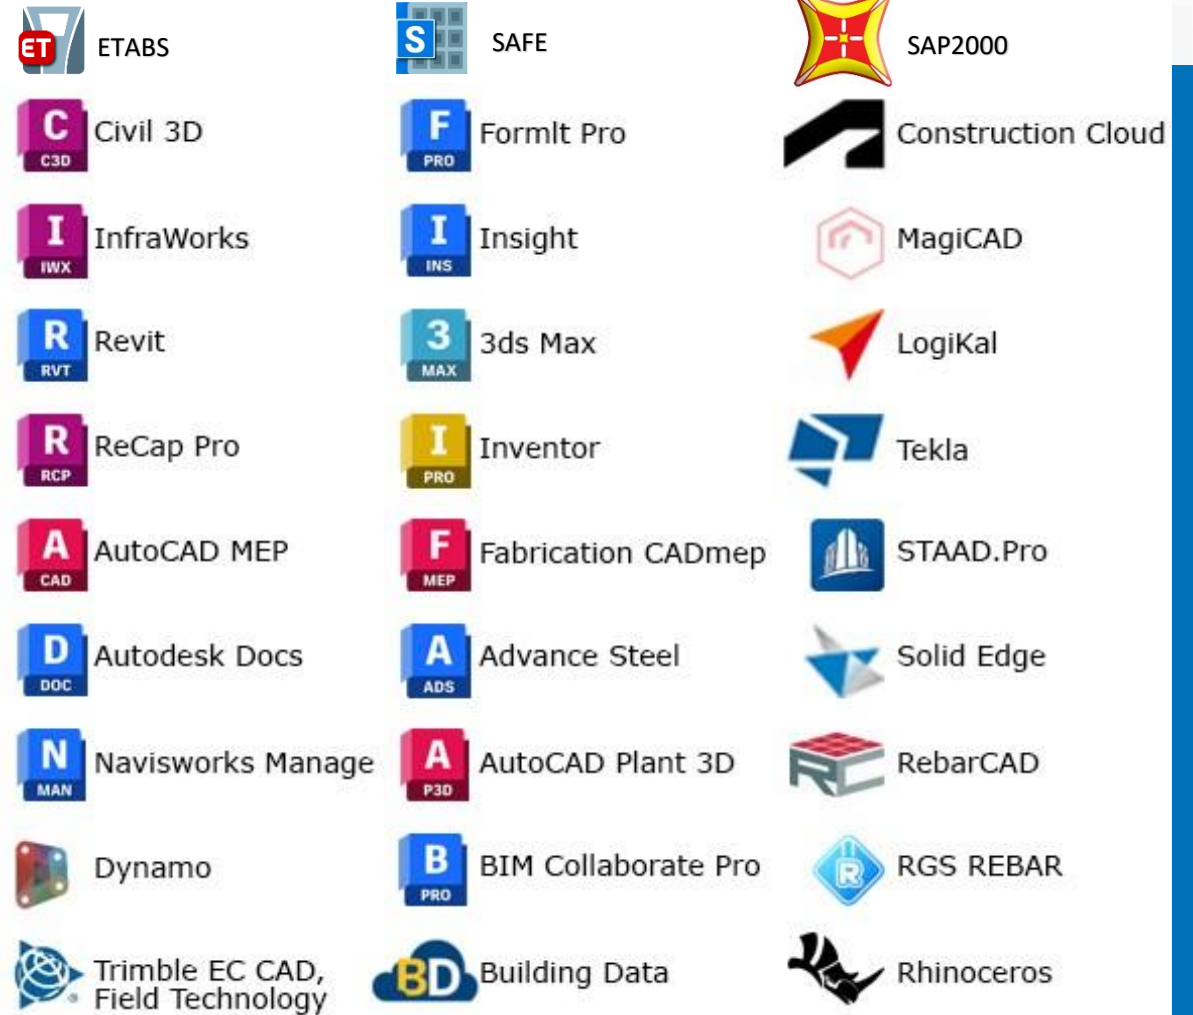 ET ETABS
S SAFE
SAP2000
C C3D Civil 3D
F PRO FormIt Pro
Construction Cloud
I IWX InfraWorks
I INS Insight
MagiCAD
R RVT Revit
3 MAX 3ds Max
LogiKal
R RCP ReCap Pro
I PRO Inventor
Tekla
A CAD AutoCAD MEP
F MEP Fabrication CADmep
STAAD.Pro
D DOC Autodesk Docs
A ADS Advance Steel
Solid Edge
N MAN Navisworks Manage
A P3D AutoCAD Plant 3D
RC RebarCAD
Dynamo
B PRO BIM Collaborate Pro
R RGS REBAR
Trimble EC CAD,
Field Technology
BD Building Data
Rhinoceros